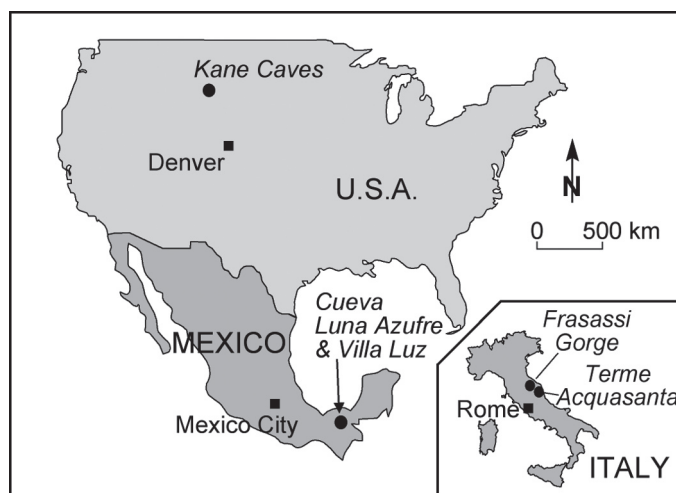 Kane Caves
Denver
U.S.A.
N
0 500 km
Cueva
Luna Azufre
& Villa Luz
MEXICO
Mexico City
Frasassi
Gorge
Terme
Acquasanta
Rome
ITALY